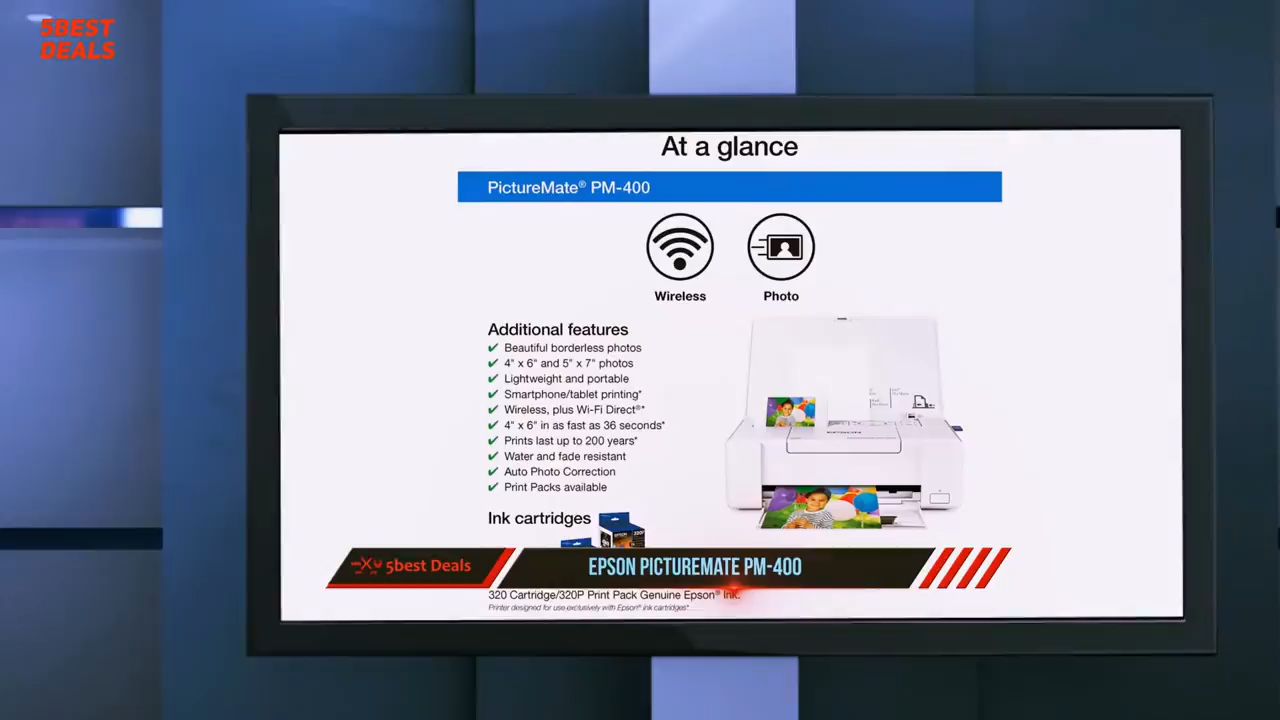 5BEST
DEALS
At a glance
PictureMate® PM-400
Wireless
Photo
Additional features
✔ Beautiful borderless photos
✔ 4" x 6" and 5" x 7" photos
✔ Lightweight and portable
✔ Smartphone/tablet printing*
✔ Wireless, plus Wi-Fi Direct®*
✔ 4" x 6" in as fast as 36 seconds*
✔ Prints last up to 200 years*
✔ Water and fade resistant
✔ Auto Photo Correction
✔ Print Packs available
EPSON
Ink cartridges
5best Deals
EPSON PICTUREMATE PM-400
320 Cartridge/320P Print Pack Genuine Epson® Ink.
Printer designed for use exclusively with Epson® ink cartridges*